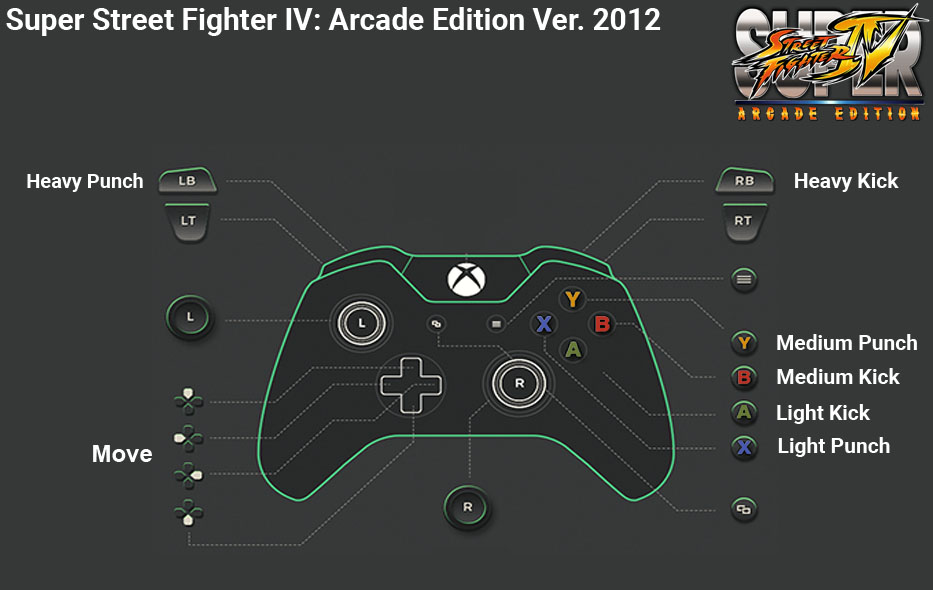 Super Street Fighter IV: Arcade Edition Ver. 2012
SUPER
STREET FIGHTER IV
ARCADE EDITION
Heavy Punch
LB
RB
Heavy Kick
LT
RT
Y
L
L
X
B
Y
Medium Punch
A
B
Medium Kick
R
A
Light Kick
Move
X
Light Punch
R